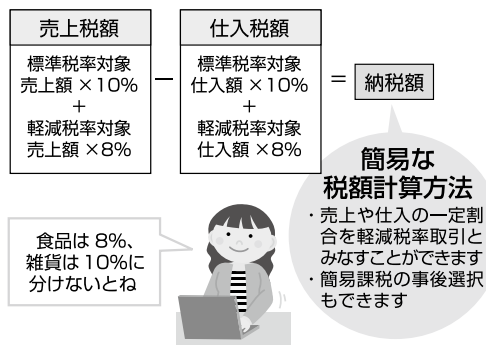 売上税額
標準税率対象
売上額 ×10%
+
軽減税率対象
売上額 ×8%
−
仕入税額
標準税率対象
仕入額 ×10%
+
軽減税率対象
仕入額 ×8%
=
納税額
簡易な
税額計算方法
・売上や仕入の一定割
合を軽減税率取引と
みなすことができます
・簡易課税の事後選択
もできます
食品は 8%、
雑貨は 10%に
分けないとね